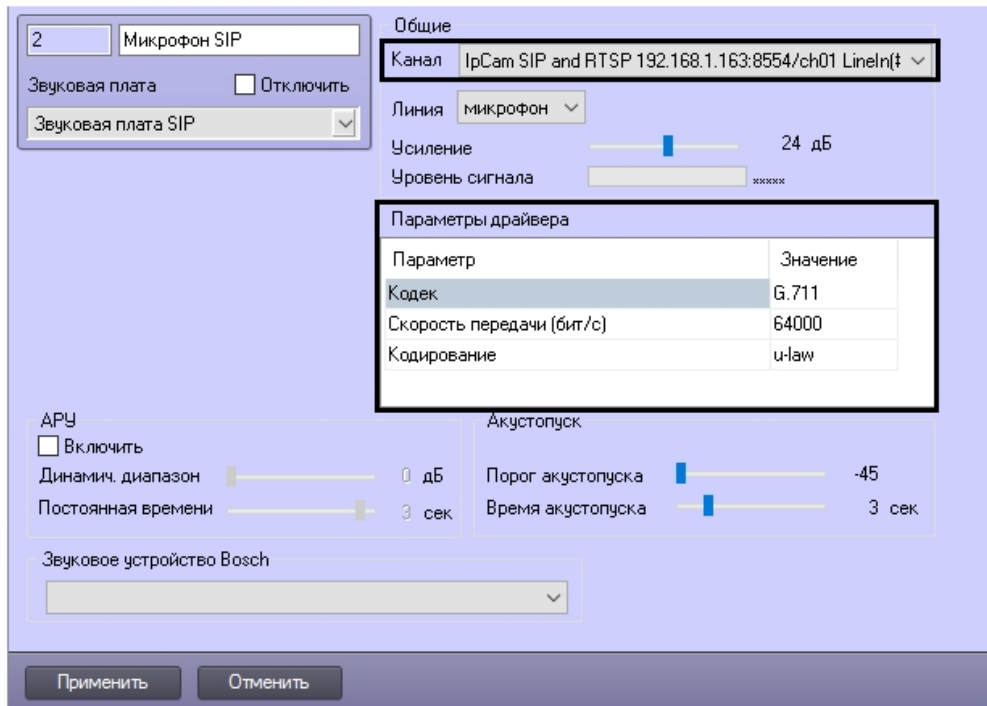 2 Микрофон SIP
Звуковая плата Отключить
Звуковая плата SIP
Общие
Канал IpCam SIP and RTSP 192.168.1.163:8554/ch01 LineIn(
Линия микрофон
Усиление 24 дБ
Уровень сигнала xxxxx
Параметры драйвера
Параметр Значение
Кодек G.711
Скорость передачи (бит/с) 64000
Кодирование u-law
АРУ
Включить
Динамич. диапазон 0 дБ
Постоянная времени 3 сек
Акустопуск
Порог акустопуска -45
Время акустопуска 3 сек
Звуковое устройство Bosch
Применить Отменить